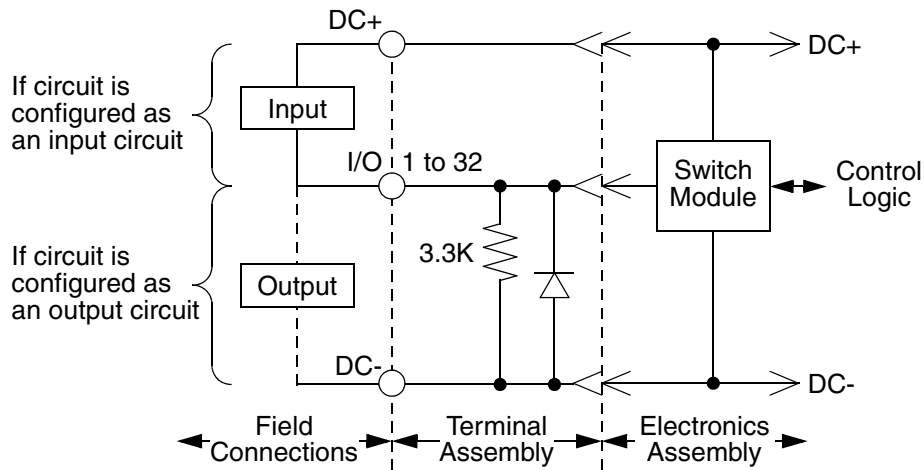 DC+
DC+
If circuit is
configured as
an input circuit
Input
I/O 1 to 32
Switch
Module
Control
Logic
If circuit is
configured as
an output circuit
3.3K
Output
DC-
DC-
Field
Connections
Terminal
Assembly
Electronics
Assembly